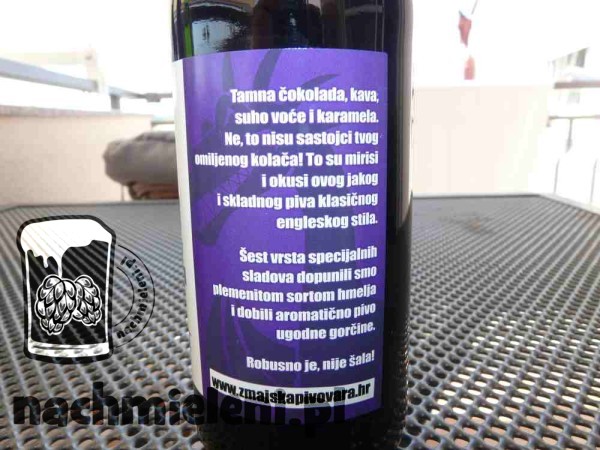 Tamna čokolada, kava,
suho voće i karamela.
Ne, to nisu sastojci tvog
omiljenog kolača! To su mirisi
i okusi ovog jakog
i skladnog piva klasičnog
engleskog stila.
Šest vrsta specijalnih
sladova dopunili smo
plemenitom sortom hmelja
i dobili aromatično pivo
ugodne gorčine.
Robusno je, nije šala!
www.zmajskapivovara.hr
nachmieleni.pl